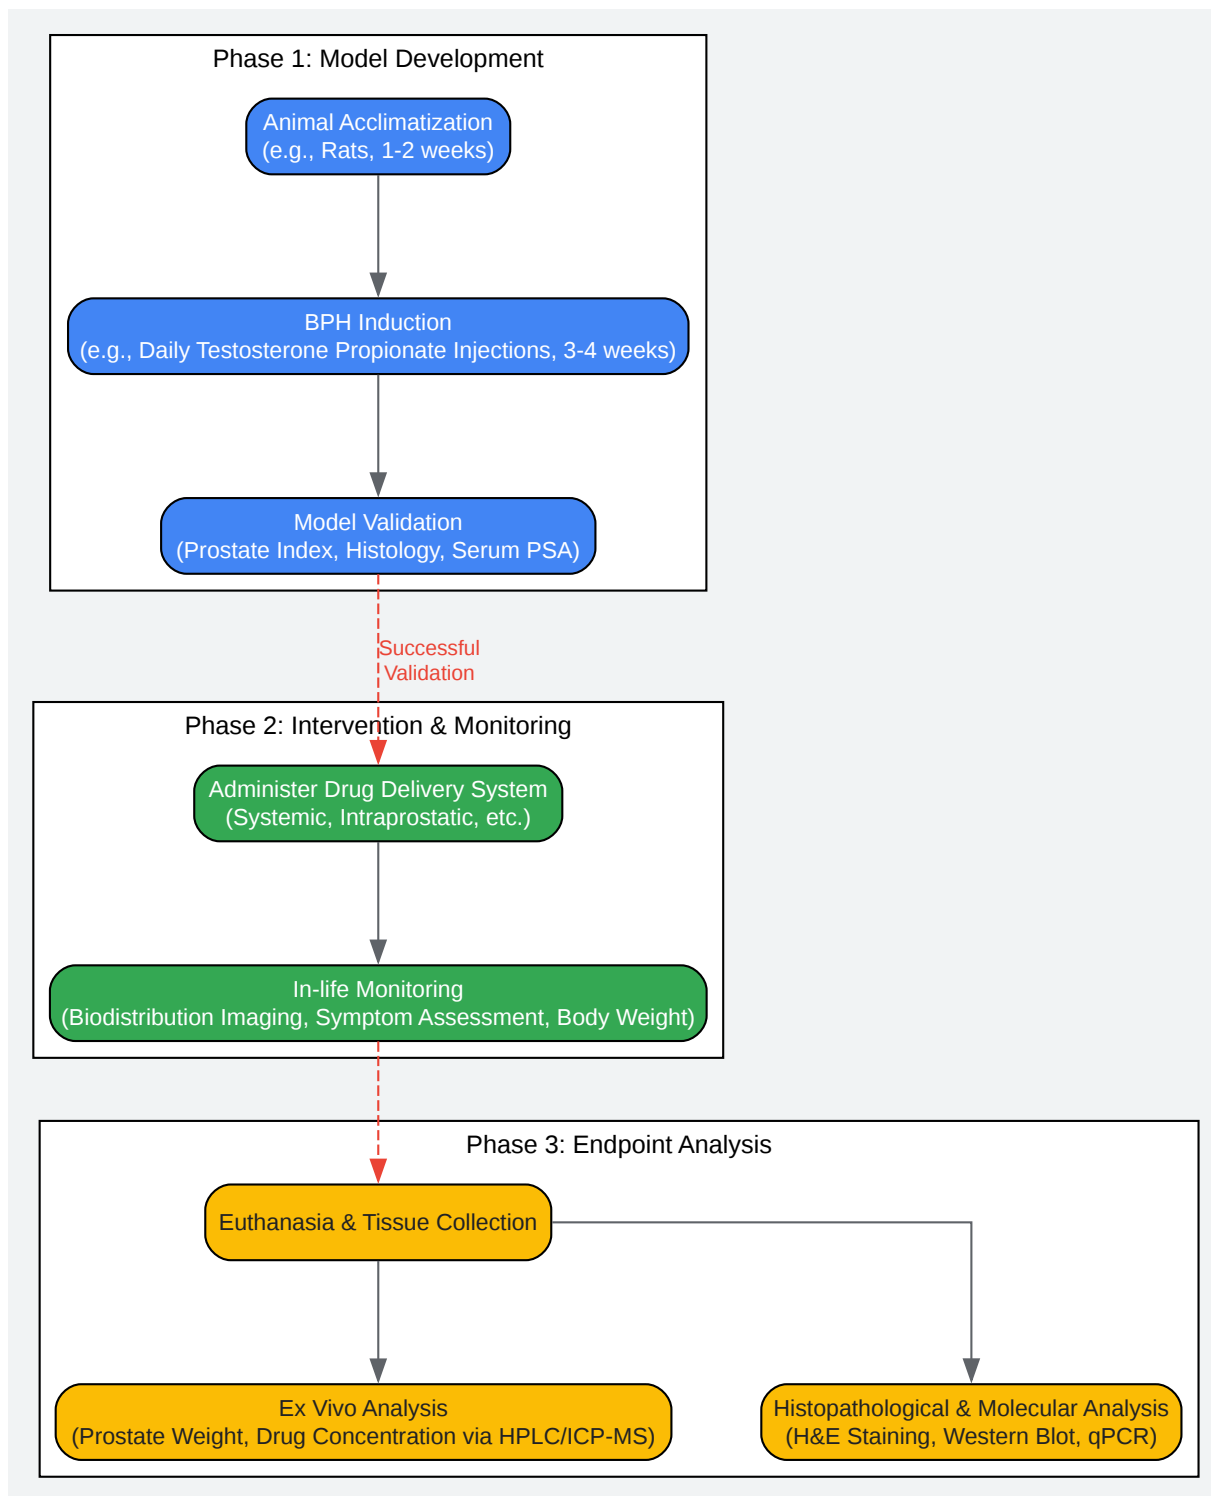 Phase 1: Model Development
Animal Acclimatization
(e.g., Rats, 1-2 weeks)
BPH Induction
(e.g., Daily Testosterone Propionate Injections, 3-4 weeks)
Model Validation
(Prostate Index, Histology, Serum PSA)
Successful
Validation
Phase 2: Intervention & Monitoring
Administer Drug Delivery System
(Systemic, Intraprostatic, etc.)
In-life Monitoring
(Biodistribution Imaging, Symptom Assessment, Body Weight)
Phase 3: Endpoint Analysis
Euthanasia & Tissue Collection
Ex Vivo Analysis
(Prostate Weight, Drug Concentration via HPLC/ICP-MS)
Histopathological & Molecular Analysis
(H&E Staining, Western Blot, qPCR)